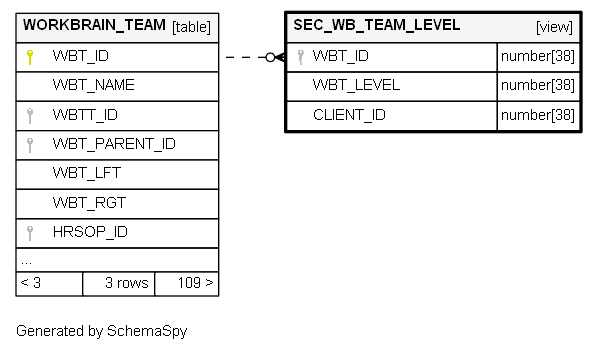 WORKBRAIN_TEAM [table]
WBT_ID
WBT_NAME
WBTT_ID
WBT_PARENT_ID
WBT_LFT
WBT_RGT
HRSOP_ID
...
< 3 3 rows 109 >
SEC_WB_TEAM_LEVEL [view]
WBT_ID number[38]
WBT_LEVEL number[38]
CLIENT_ID number[38]
Generated by SchemaSpy